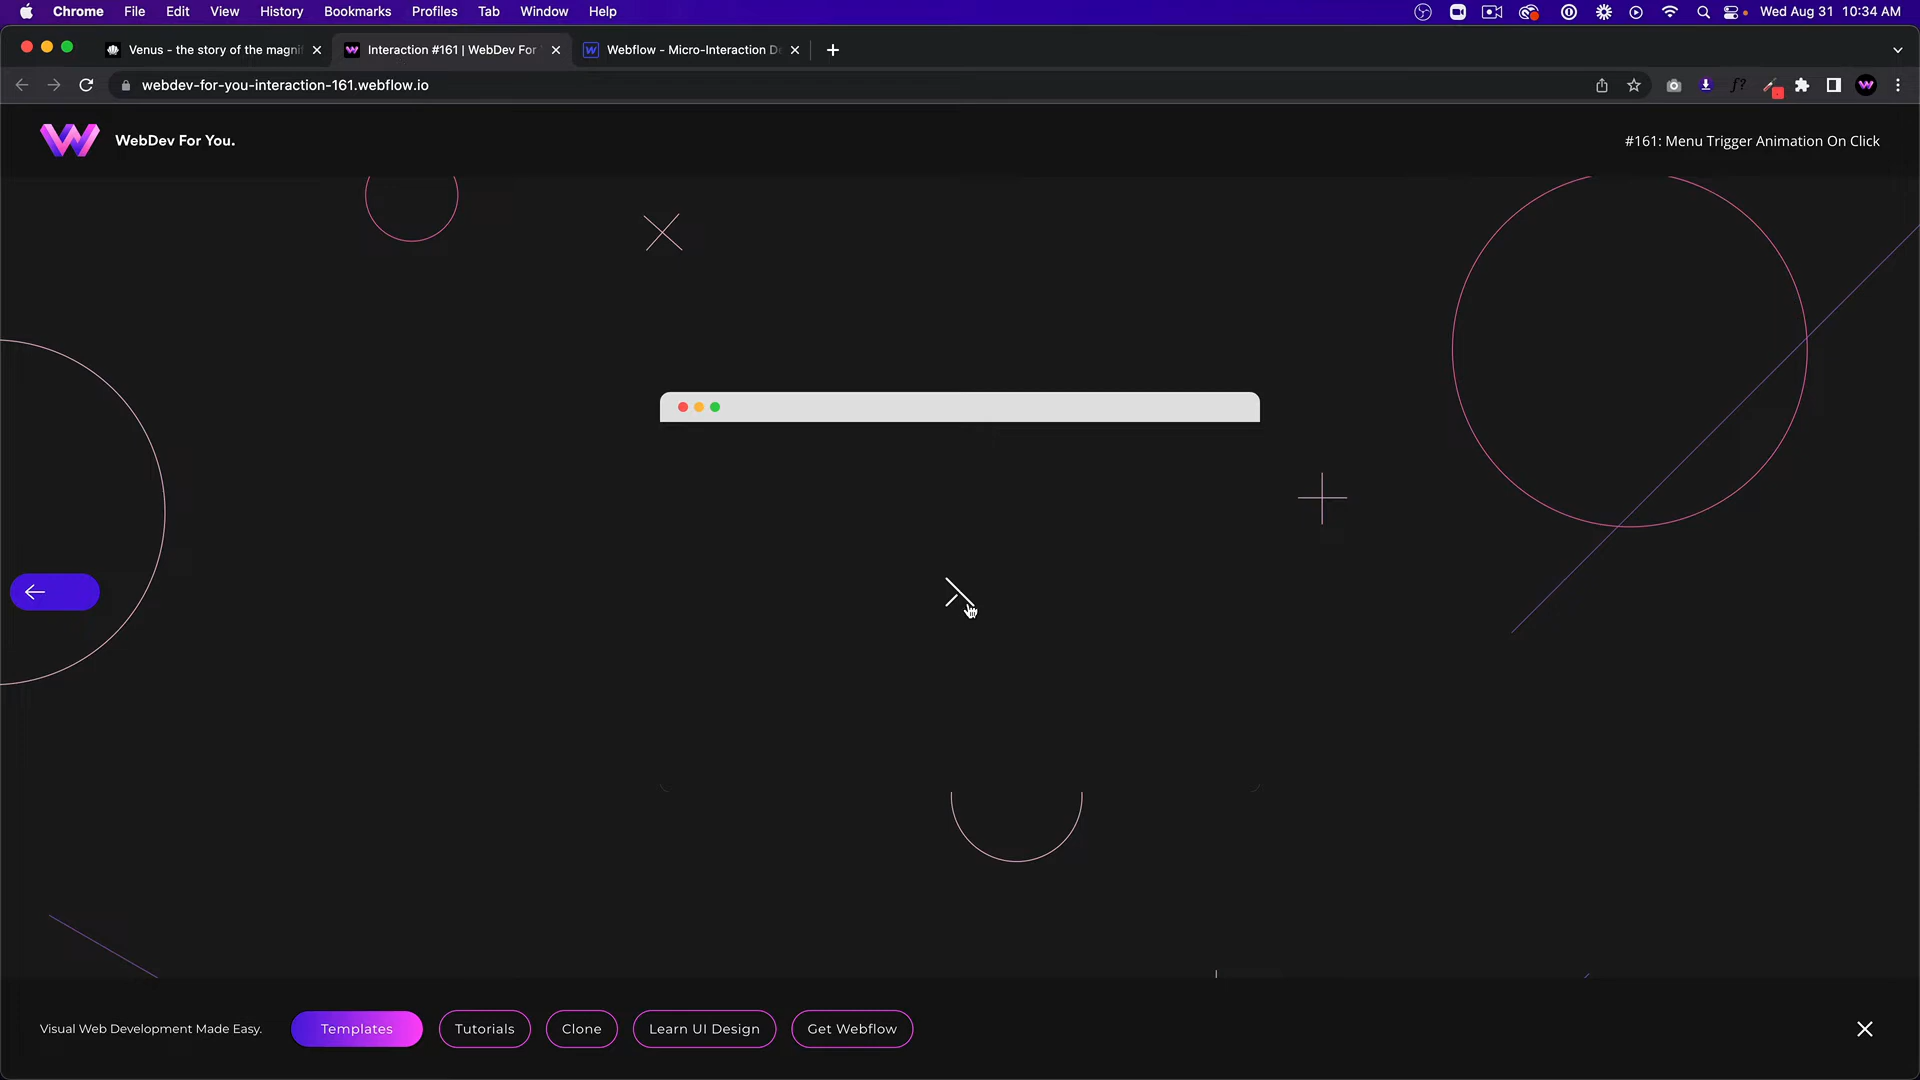 Chrome File Edit View History Bookmarks Profiles Tab Window Help Wed Aug 31 10:34 AM
Venus - the story of the magni Interaction #161 | WebDev For Webflow - Micro-Interaction D
webdev-for-you-interaction-161.webflow.io
WebDev For You. #161: Menu Trigger Animation On Click
Visual Web Development Made Easy. Templates Tutorials Clone Learn UI Design Get Webflow